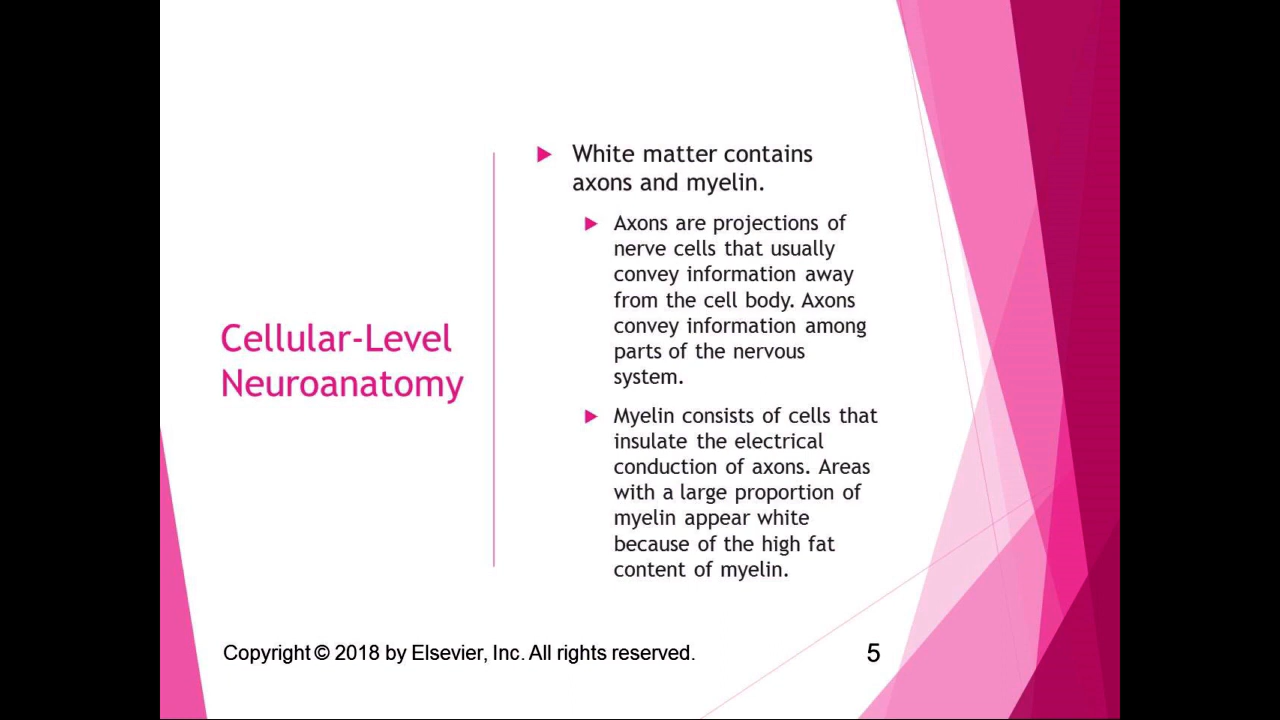 Cellular-Level
Neuroanatomy
White matter contains
axons and myelin.
Axons are projections of
nerve cells that usually
convey information away
from the cell body. Axons
convey information among
parts of the nervous
system.
Myelin consists of cells that
insulate the electrical
conduction of axons. Areas
with a large proportion of
myelin appear white
because of the high fat
content of myelin.
Copyright © 2018 by Elsevier, Inc. All rights reserved.
5